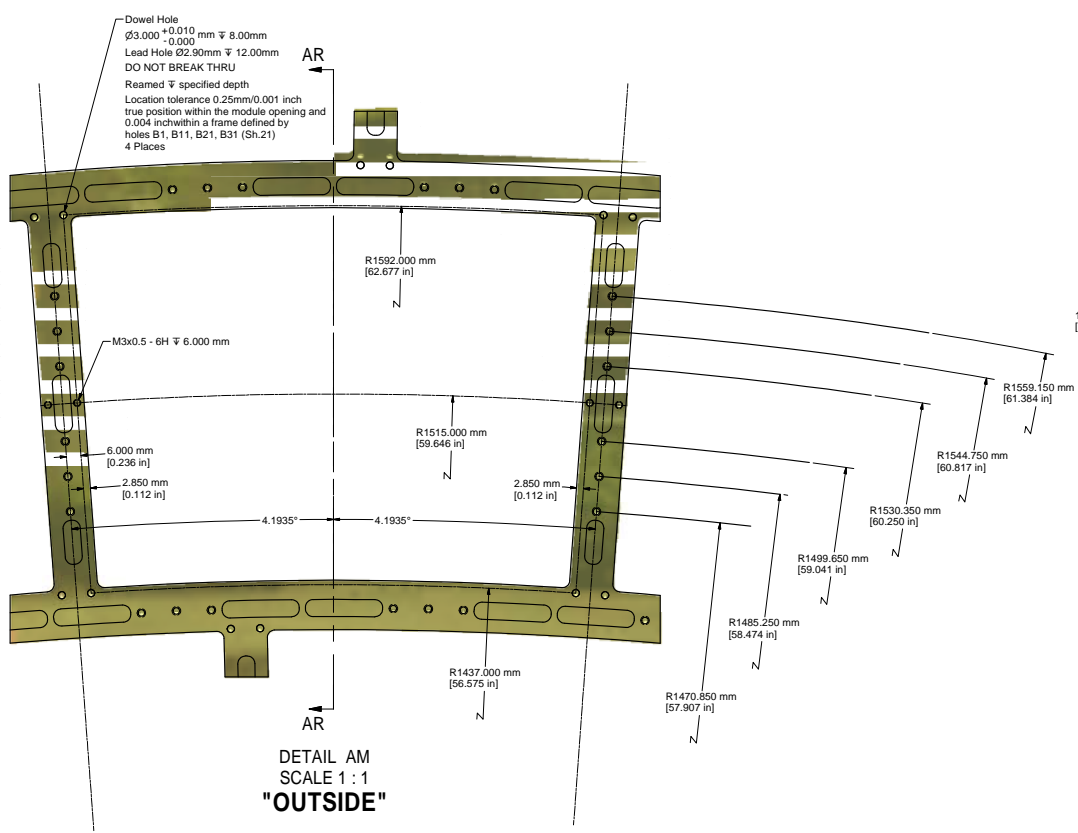 Dowel Hole
Ø3.000 +0.010 -0.000 mm ↧ 8.00mm
Lead Hole Ø2.90mm ↧ 12.00mm
DO NOT BREAK THRU
Reamed ↧ specified depth
Location tolerance 0.25mm/0.001 inch
true position within the module opening and
0.004 inchwithin a frame defined by
holes B1, B11, B21, B31 (Sh.21)
4 Places
AR
R1592.000 mm
[62.677 in]
M3x0.5 - 6H ↧ 6.000 mm
1
[
R1559.150 mm
[61.384 in]
R1515.000 mm
[59.646 in]
6.000 mm
[0.236 in]
R1544.750 mm
[60.817 in]
2.850 mm
[0.112 in]
2.850 mm
[0.112 in]
R1530.350 mm
[60.250 in]
4.1935°
4.1935°
R1499.650 mm
[59.041 in]
R1485.250 mm
[58.474 in]
R1437.000 mm
[56.575 in]
R1470.850 mm
[57.907 in]
AR
DETAIL AM
SCALE 1 : 1
"OUTSIDE"